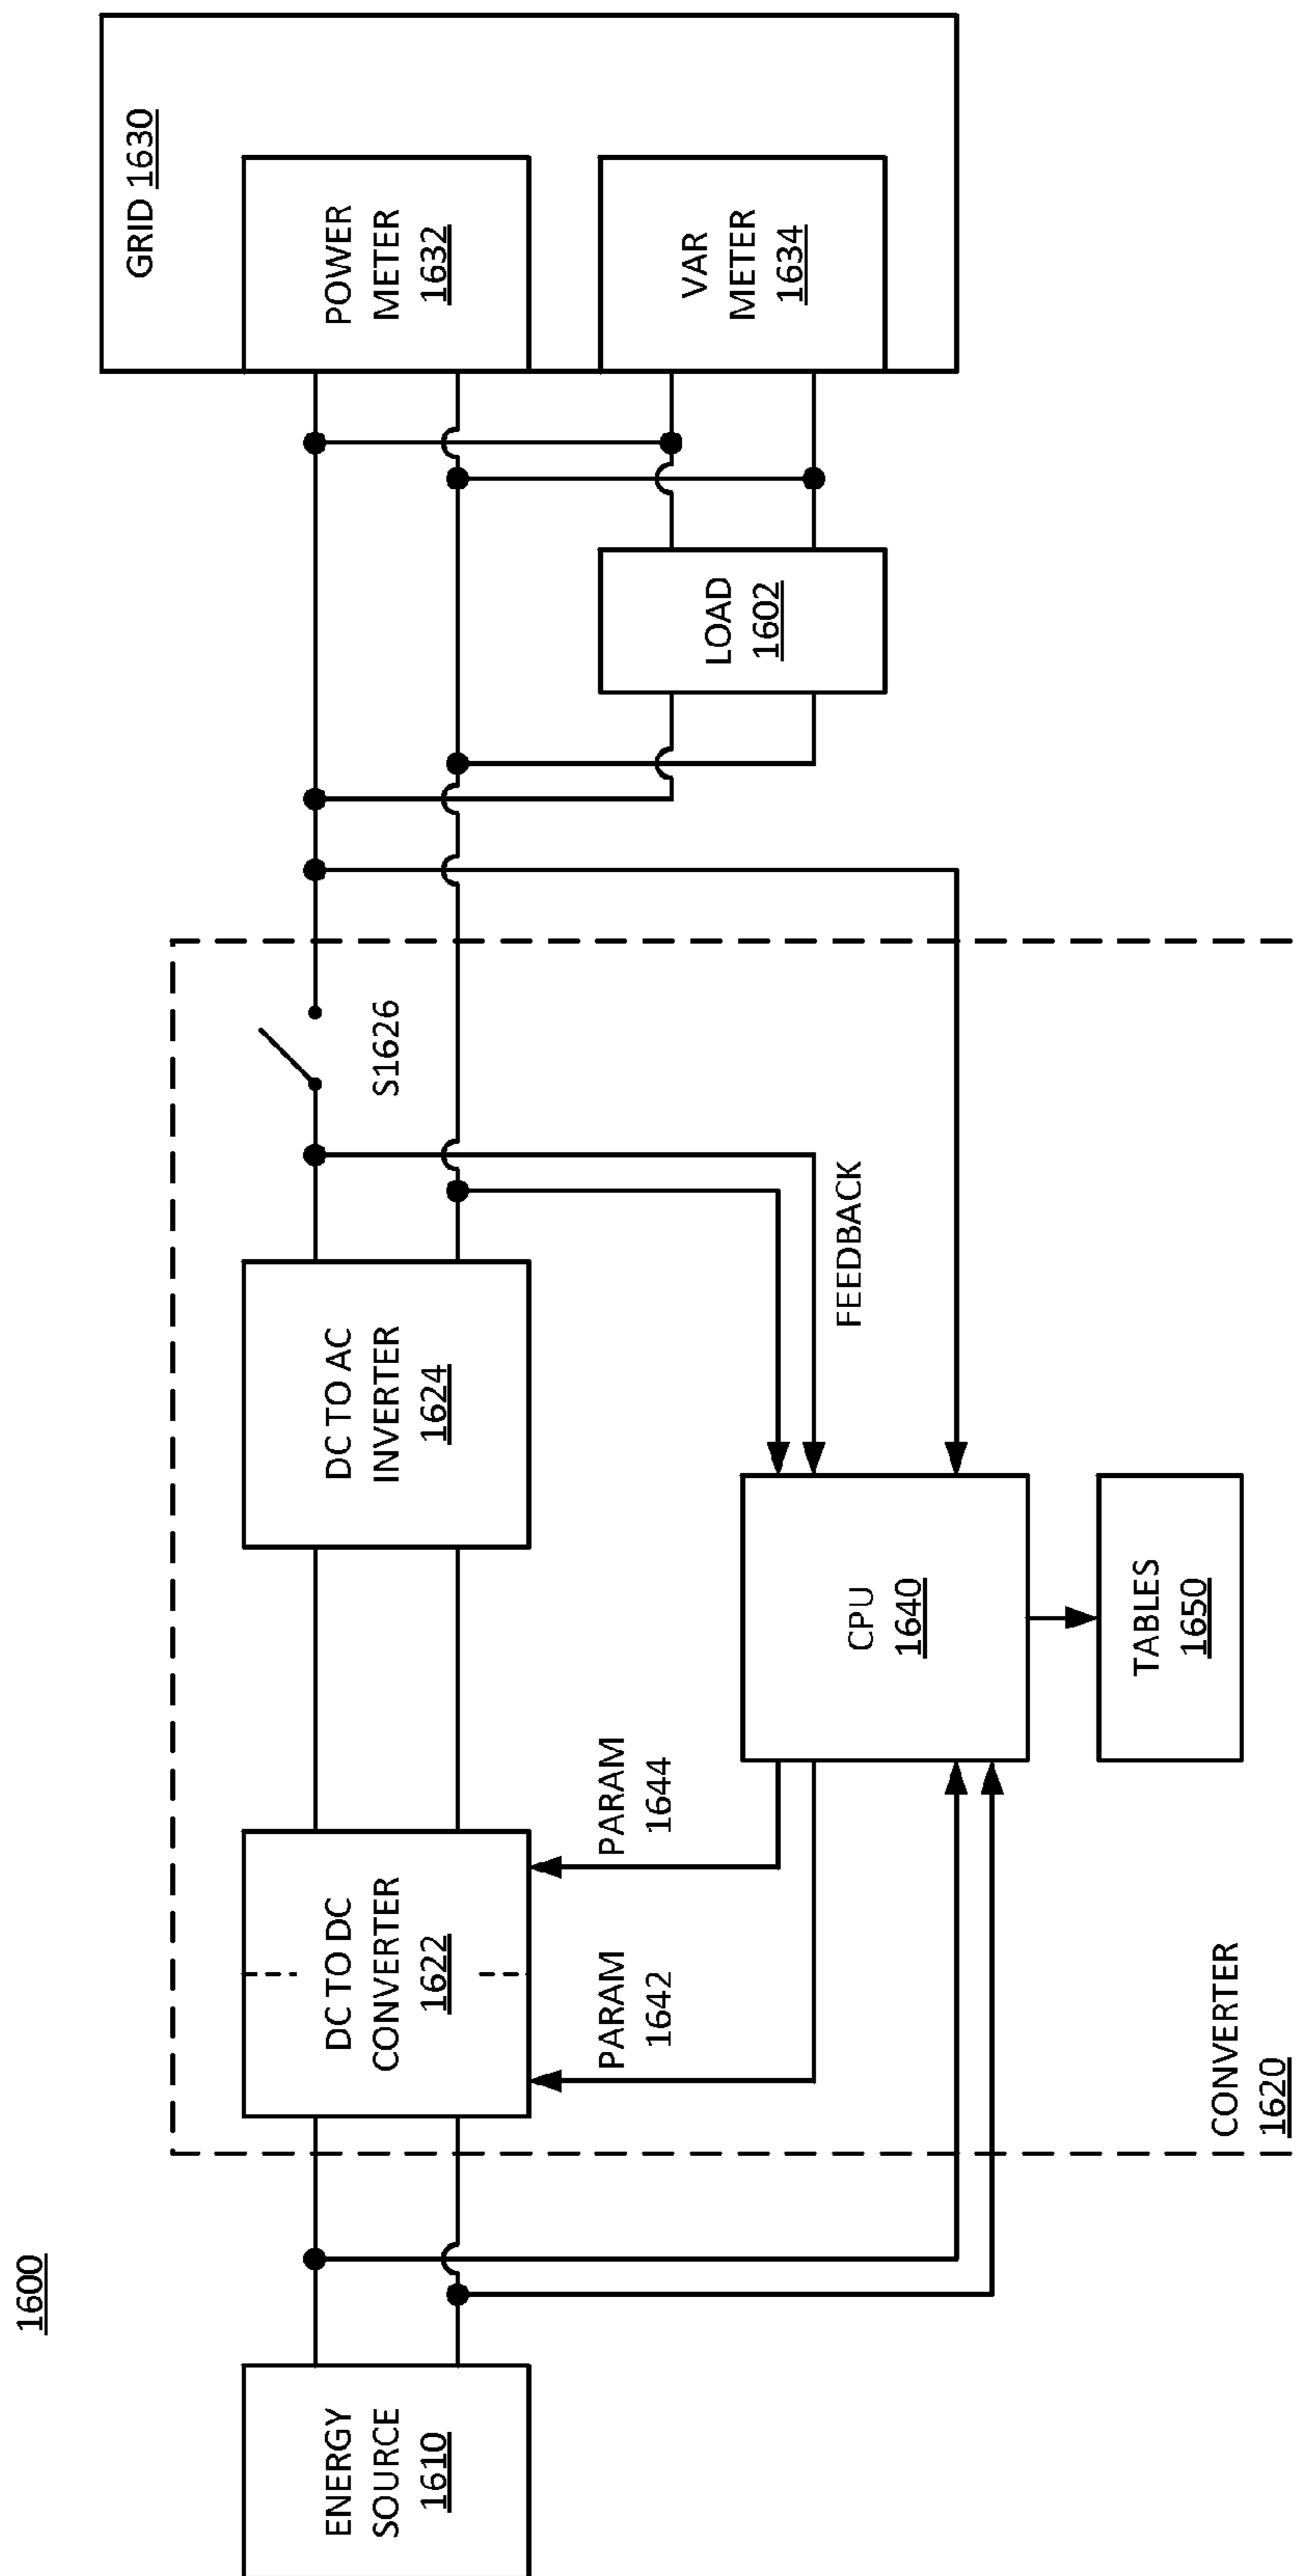 1600
ENERGY
SOURCE
1610
CONVERTER
1620
DC TO DC
CONVERTER
1622
PARAM
1642
PARAM
1644
DC TO AC
INVERTER
1624
CPU
1640
TABLES
1650
FEEDBACK
S1626
LOAD
1602
GRID 1630
POWER
METER
1632
VAR
METER
1634